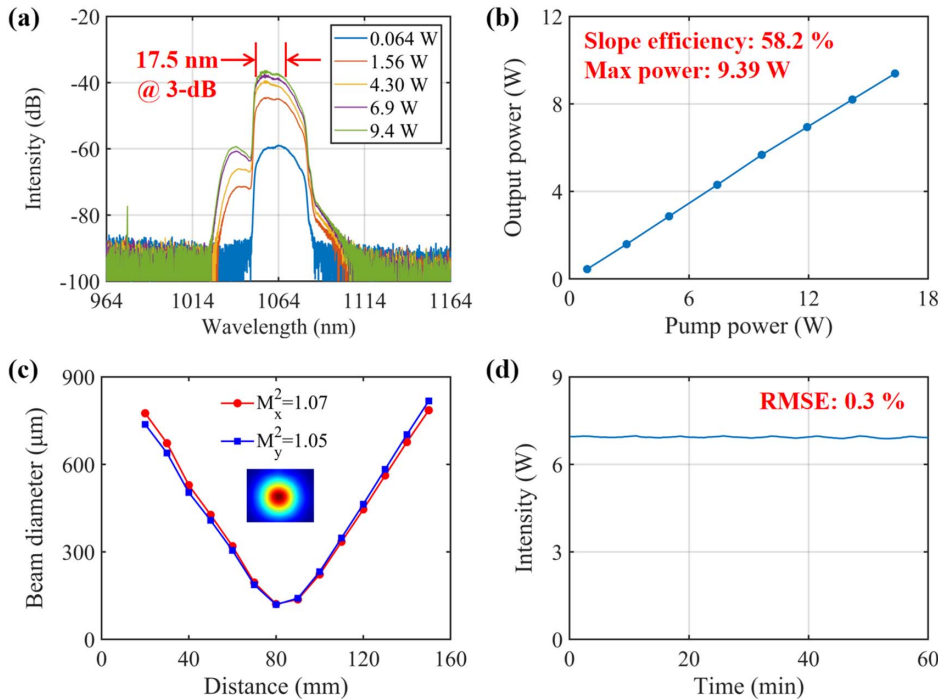 (a)
-20
-40
-60
-80
-100
Intensity (dB)
17.5 nm
@ 3-dB
0.064 W
1.56 W
4.30 W
6.9 W
9.4 W
964 1014 1064 1114 1164
Wavelength (nm)
(b)
12
8
4
0
Output power (W)
Slope efficiency: 58.2 %
Max power: 9.39 W
0 6 12 18
Pump power (W)
(c)
900
600
300
0
Beam diameter (μm)
M²x=1.07
M²y=1.05
0 40 80 120 160
Distance (mm)
(d)
9
6
3
0
Intensity (W)
RMSE: 0.3 %
0 20 40 60
Time (min)